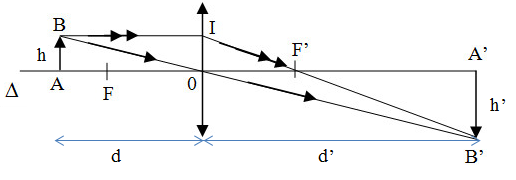 B I F’ A’
h
Δ A F 0 h’
d d’ B’